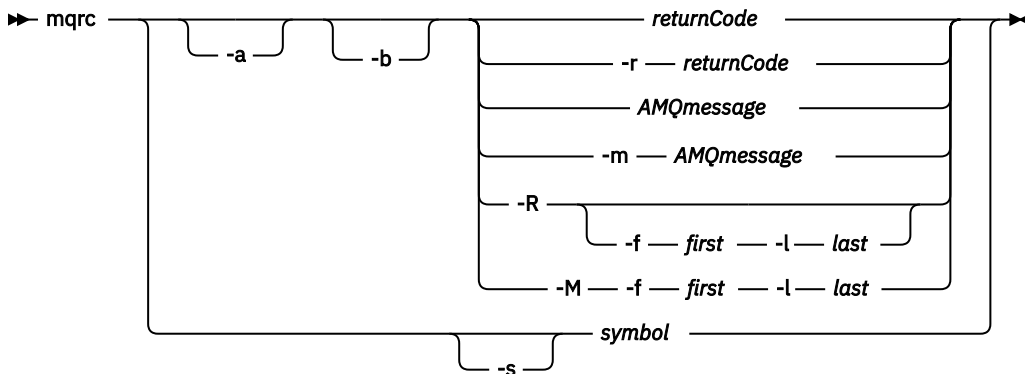 mqrc returnCode
-a -b
-r returnCode
AMQmessage
-m AMQmessage
-R
-f first -l last
-M -f first -l last
symbol
-s